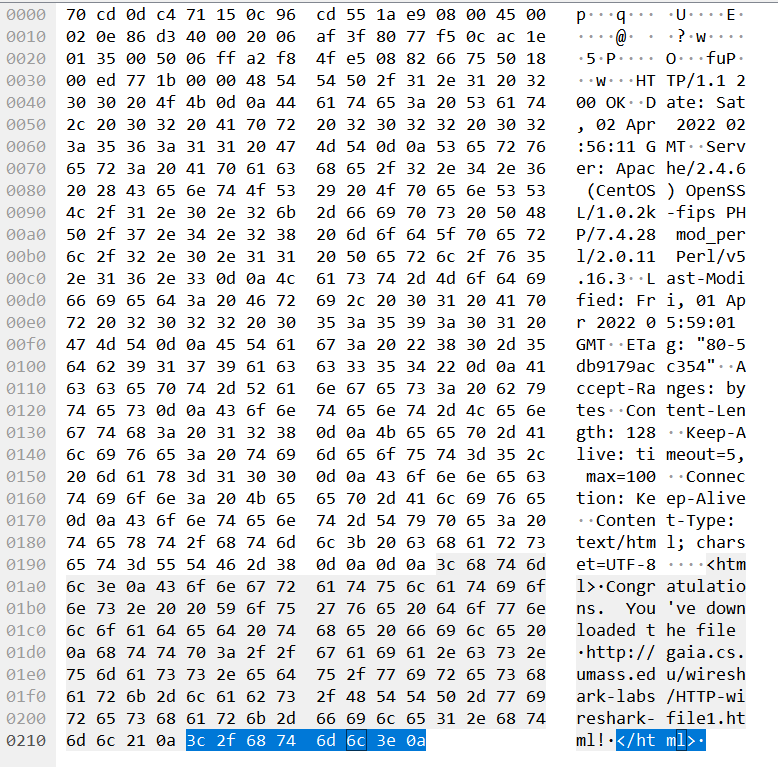 0000 70 cd 0d c4 71 15 0c 96 cd 55 1a e9 08 00 45 00 p···q··· ·U····E·
0010 02 0e 86 d3 40 00 20 06 af 3f 80 77 f5 0c ac 1e ····@· · ·?·w····
0020 01 35 00 50 06 ff a2 f8 4f e5 08 82 66 75 50 18 ·5·P···· O···fuP·
0030 00 ed 77 1b 00 00 48 54 54 50 2f 31 2e 31 20 32 ··w···HT TP/1.1 2
0040 30 30 20 4f 4b 0d 0a 44 61 74 65 3a 20 53 61 74 00 OK··D ate: Sat
0050 2c 20 30 32 20 41 70 72 20 32 30 32 32 20 30 32 , 02 Apr 2022 02
0060 3a 35 36 3a 31 31 20 47 4d 54 0d 0a 53 65 72 76 :56:11 G MT··Serv
0070 65 72 3a 20 41 70 61 63 68 65 2f 32 2e 34 2e 36 er: Apac he/2.4.6
0080 20 28 43 65 6e 74 4f 53 29 20 4f 70 65 6e 53 53 (CentOS ) OpenSS
0090 4c 2f 31 2e 30 2e 32 6b 2d 66 69 70 73 20 50 48 L/1.0.2k -fips PH
00a0 50 2f 37 2e 34 2e 32 38 20 6d 6f 64 5f 70 65 72 P/7.4.28 mod_per
00b0 6c 2f 32 2e 30 2e 31 31 20 50 65 72 6c 2f 76 35 l/2.0.11 Perl/v5
00c0 2e 31 36 2e 33 0d 0a 4c 61 73 74 2d 4d 6f 64 69 .16.3··L ast-Modi
00d0 66 69 65 64 3a 20 46 72 69 2c 20 30 31 20 41 70 fied: Fr i, 01 Ap
00e0 72 20 32 30 32 32 20 30 35 3a 35 39 3a 30 31 20 r 2022 0 5:59:01
00f0 47 4d 54 0d 0a 45 54 61 67 3a 20 22 38 30 2d 35 GMT··ETa g: "80-5
0100 64 62 39 31 37 39 61 63 63 33 35 34 22 0d 0a 41 db9179ac c354"··A
0110 63 63 65 70 74 2d 52 61 6e 67 65 73 3a 20 62 79 ccept-Ra nges: by
0120 74 65 73 0d 0a 43 6f 6e 74 65 6e 74 2d 4c 65 6e tes··Con tent-Len
0130 67 74 68 3a 20 31 32 38 0d 0a 4b 65 65 70 2d 41 gth: 128 ··Keep-A
0140 6c 69 76 65 3a 20 74 69 6d 65 6f 75 74 3d 35 2c live: ti meout=5,
0150 20 6d 61 78 3d 31 30 30 0d 0a 43 6f 6e 6e 65 63 max=100 ··Connec
0160 74 69 6f 6e 3a 20 4b 65 65 70 2d 41 6c 69 76 65 tion: Ke ep-Alive
0170 0d 0a 43 6f 6e 74 65 6e 74 2d 54 79 70 65 3a 20 ··Conten t-Type:
0180 74 65 78 74 2f 68 74 6d 6c 3b 20 63 68 61 72 73 text/htm l; chars
0190 65 74 3d 55 54 46 2d 38 0d 0a 0d 0a 3c 68 74 6d et=UTF-8 ····<htm
01a0 6c 3e 0a 43 6f 6e 67 72 61 74 75 6c 61 74 69 6f l>·Congr atulatio
01b0 6e 73 2e 20 20 59 6f 75 27 76 65 20 64 6f 77 6e ns.  You 've down
01c0 6c 6f 61 64 65 64 20 74 68 65 20 66 69 6c 65 20 loaded t he file
01d0 0a 68 74 74 70 3a 2f 2f 67 61 69 61 2e 63 73 2e ·http:// gaia.cs.
01e0 75 6d 61 73 73 2e 65 64 75 2f 77 69 72 65 73 68 umass.ed u/wiresh
01f0 61 72 6b 2d 6c 61 62 73 2f 48 54 54 50 2d 77 69 ark-labs /HTTP-wi
0200 72 65 73 68 61 72 6b 2d 66 69 6c 65 31 2e 68 74 reshark- file1.ht
0210 6d 6c 21 0a 3c 2f 68 74 6d 6c 3e 0a ml!·</ht ml>·